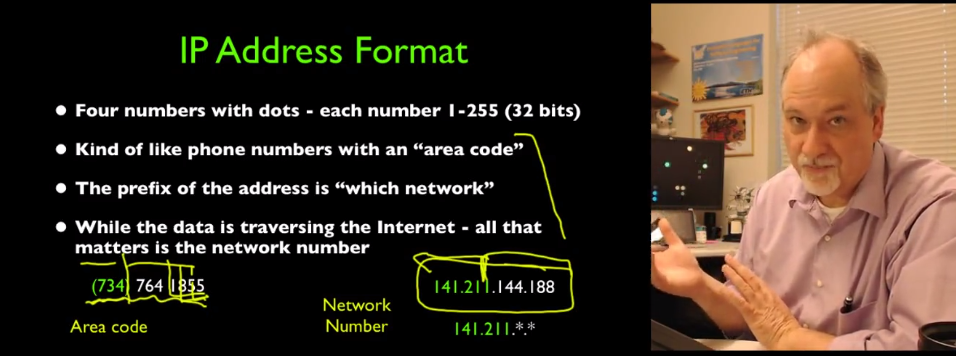 IP Address Format
• Four numbers with dots - each number 1-255 (32 bits)
• Kind of like phone numbers with an “area code”
• The prefix of the address is “which network”
• While the data is traversing the Internet - all that
matters is the network number
(734) 764 1855
Area code
Network
Number
141.211.144.188
141.211.*.*